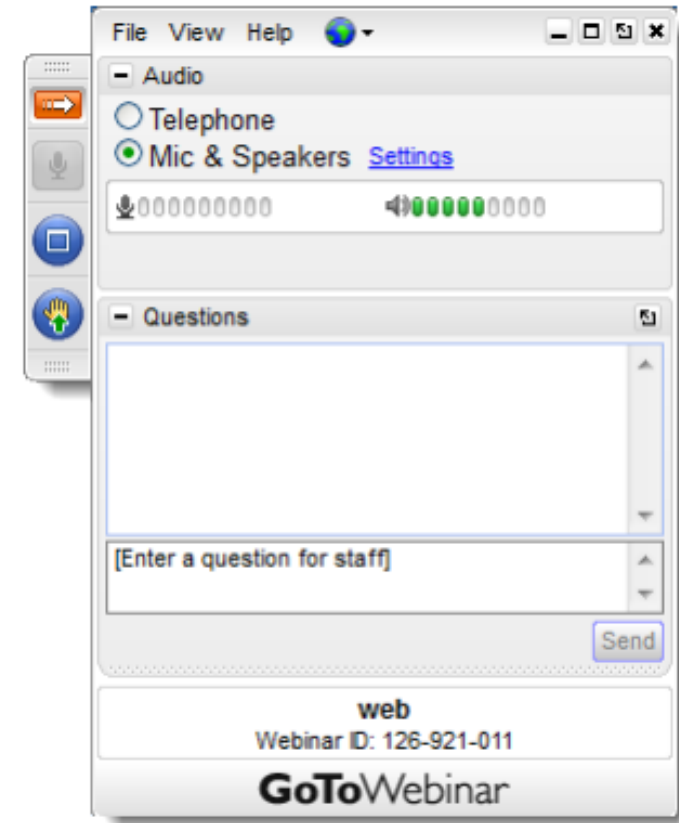 File View Help
Audio
Telephone
Mic & Speakers Settings
Questions
[Enter a question for staff]
Send
web
Webinar ID: 126-921-011
GoToWebinar